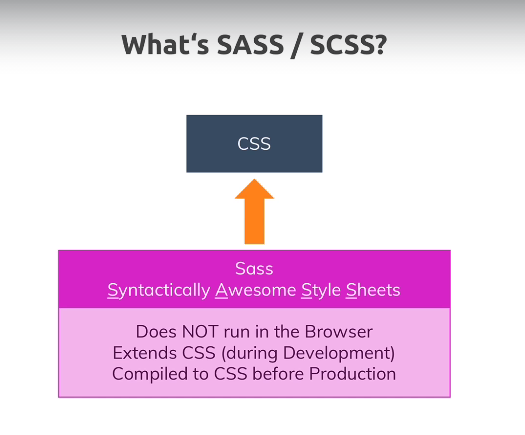 What‘s SASS / SCSS?
CSS
Sass
Syntactically Awesome Style Sheets
Does NOT run in the Browser
Extends CSS (during Development)
Compiled to CSS before Production